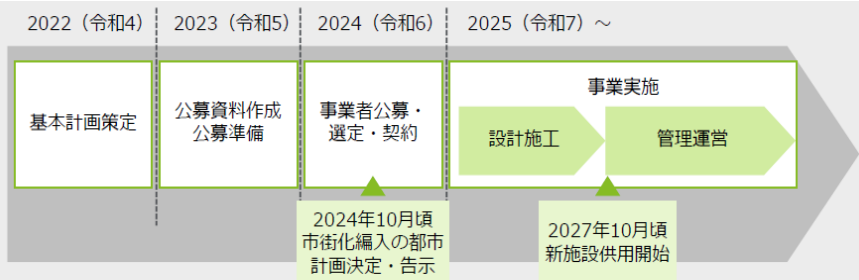 2022（令和4）
2023（令和5）
2024（令和6）
2025（令和7）～
基本計画策定
公募資料作成
公募準備
事業者公募・
選定・契約
事業実施
設計施工
管理運営
2024年10月頃
市街化編入の都市
計画決定・告示
2027年10月頃
新施設供用開始